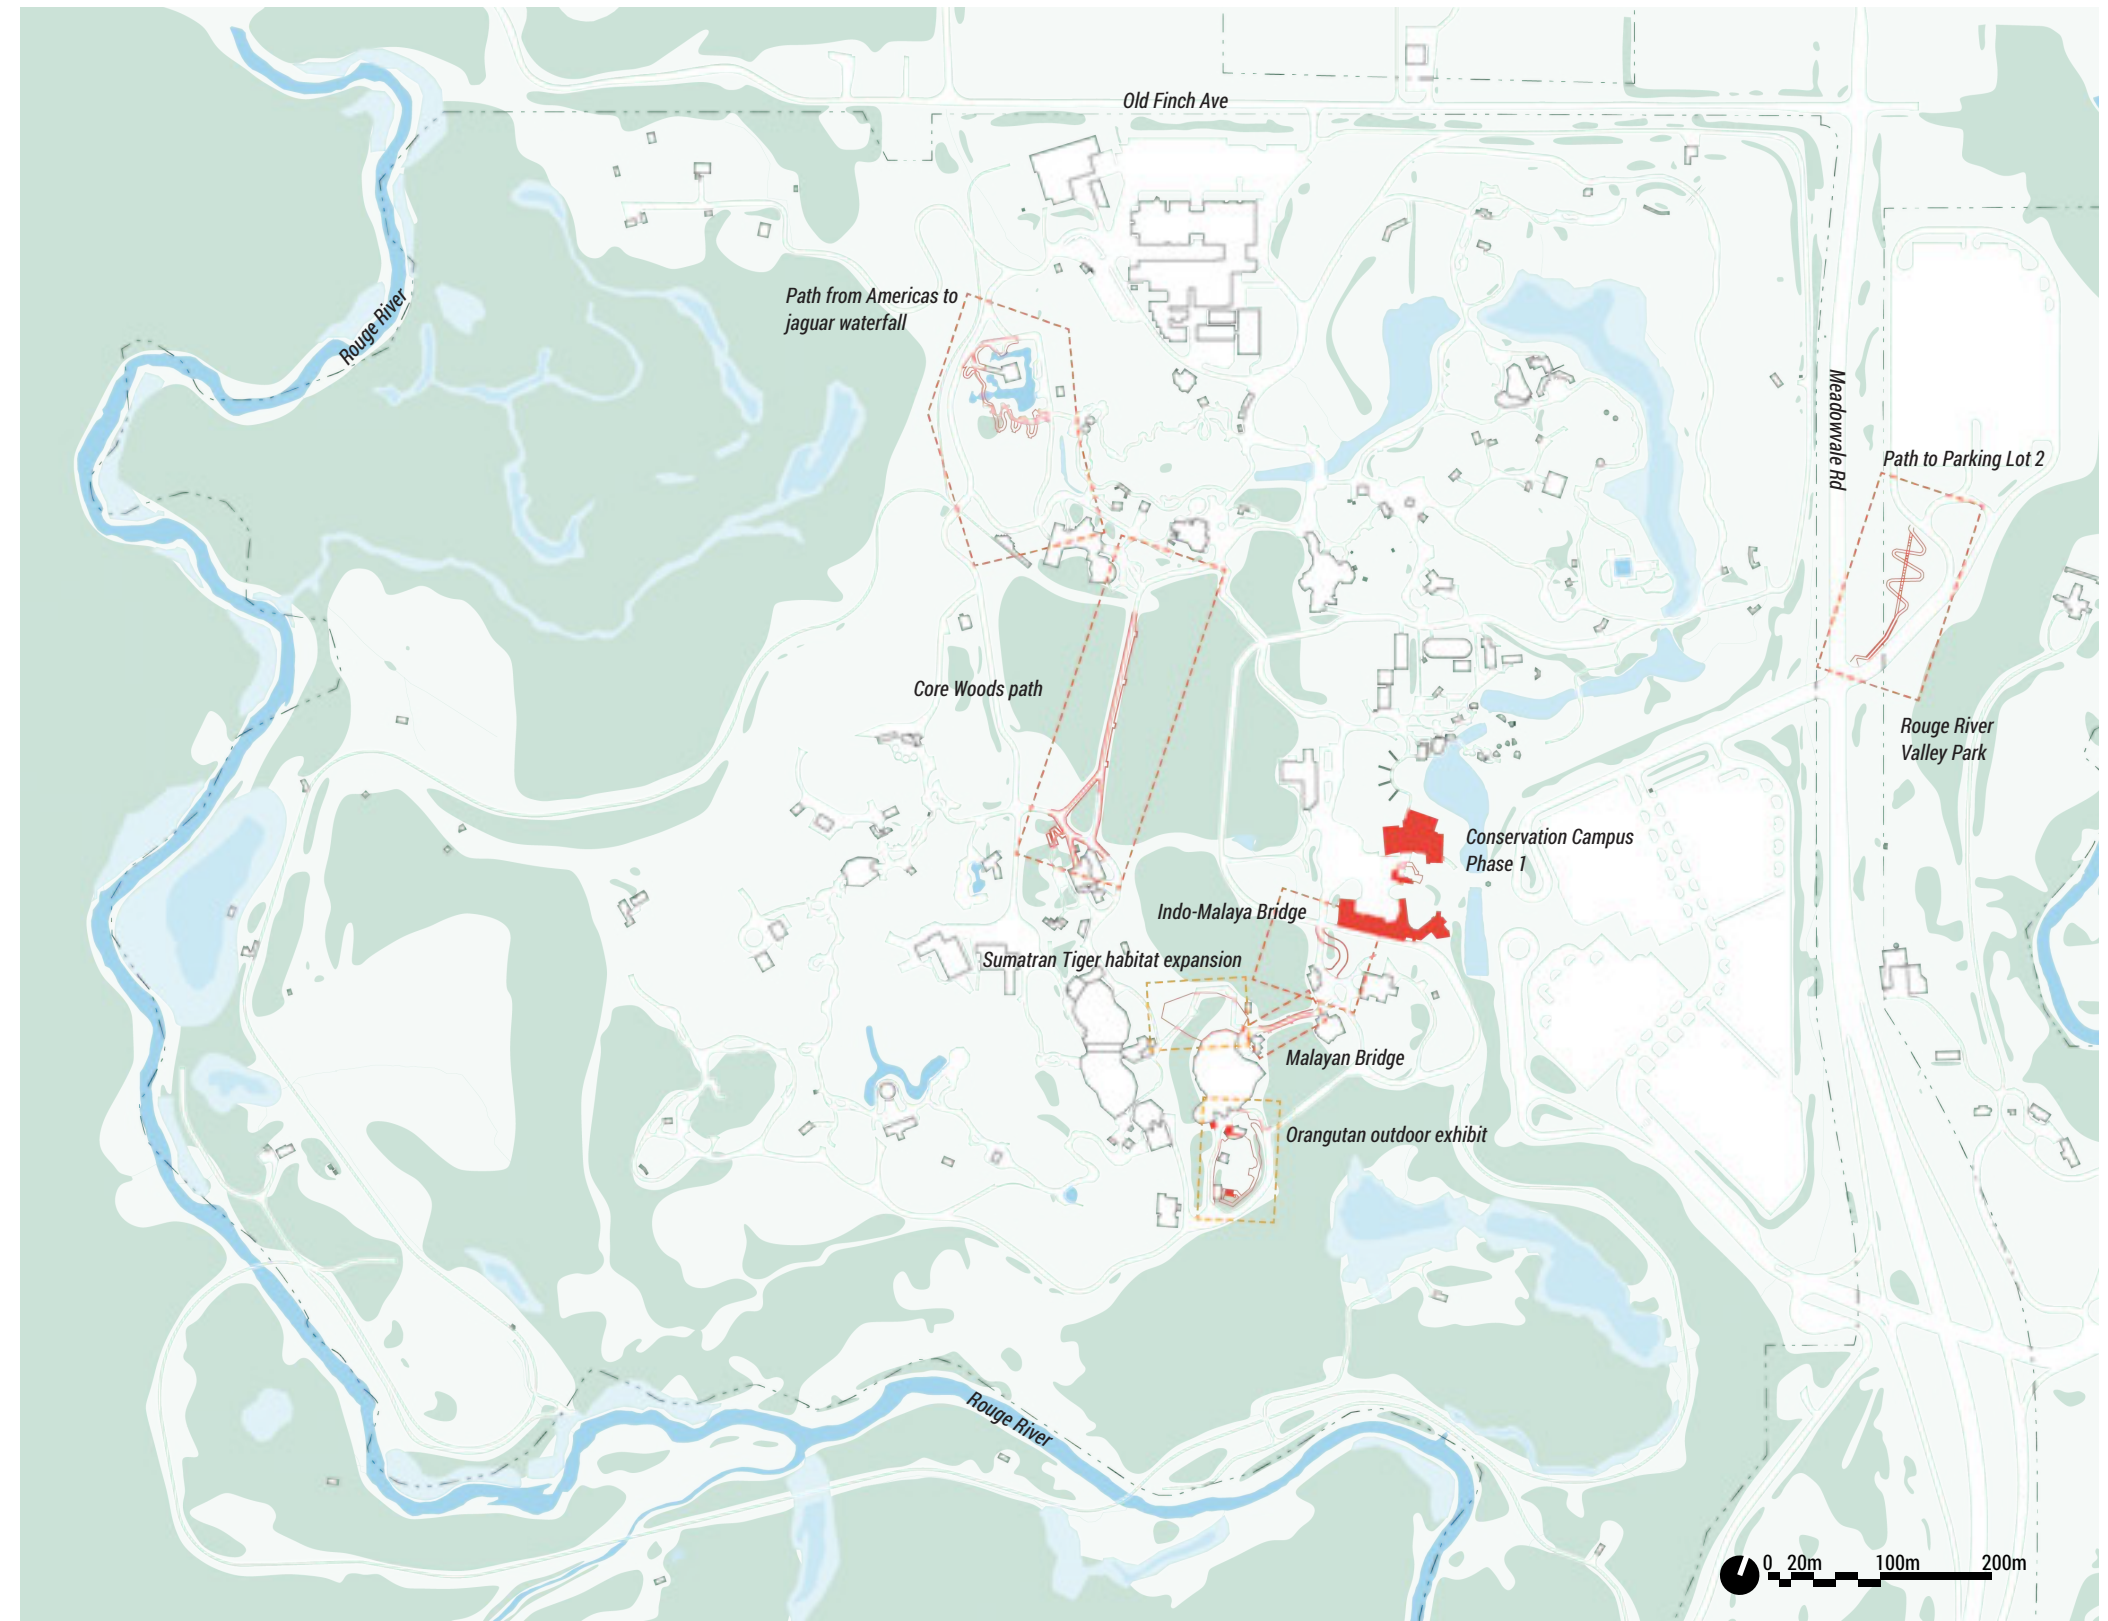 Old Finch Ave
Rouge River
Path from Americas to
jaguar waterfall
Meadowvale Rd
Path to Parking Lot 2
Core Woods path
Rouge River
Valley Park
Conservation Campus
Phase 1
Indo-Malaya Bridge
Sumatran Tiger habitat expansion
Malayan Bridge
Orangutan outdoor exhibit
Rouge River
0 20m 100m 200m